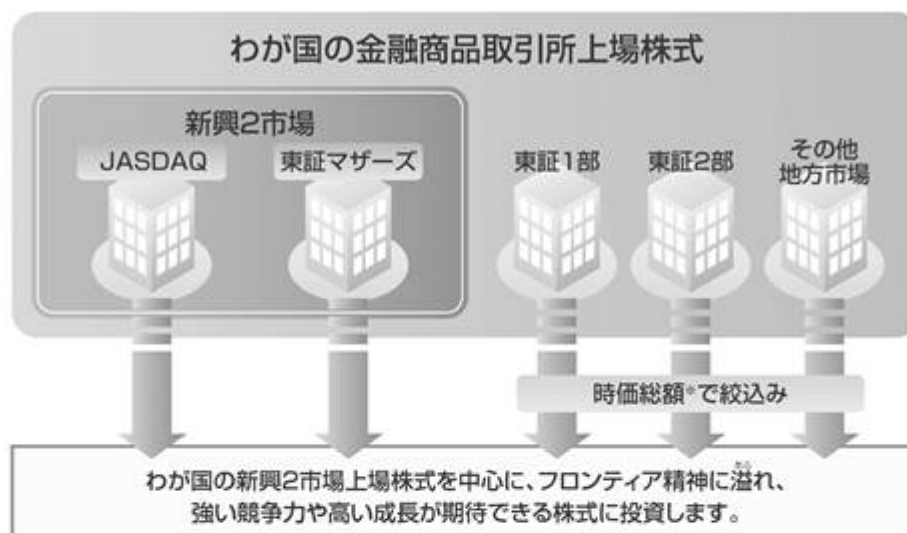 わが国の金融商品取引所上場株式
新興2市場
JASDAQ
東証マザーズ
東証1部
東証2部
その他
地方市場
時価総額*で絞込み
わが国の新興2市場上場株式を中心に、フロンティア精神に溢れ、
強い競争力や高い成長が期待できる株式に投資します。